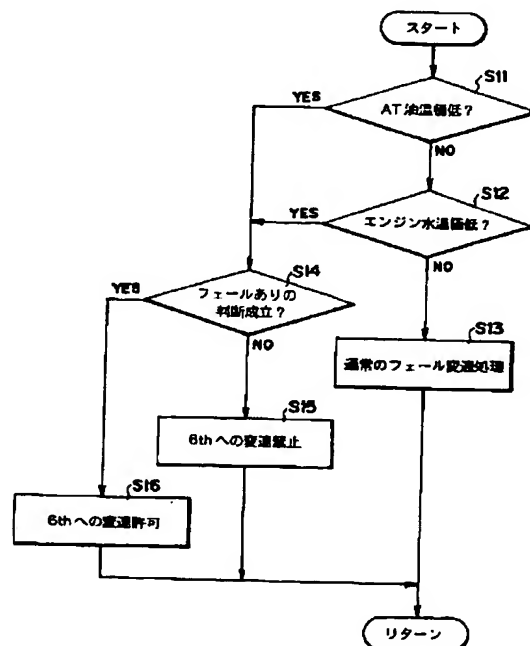 スタート
S11
AT油温極低?
YES
NO
S12
エンジン水温極低?
YES
NO
S14
フェールありの
判断成立?
YES
NO
S13
通常のフェール変速処理
S15
6thへの変速禁止
S16
6thへの変速許可
リターン